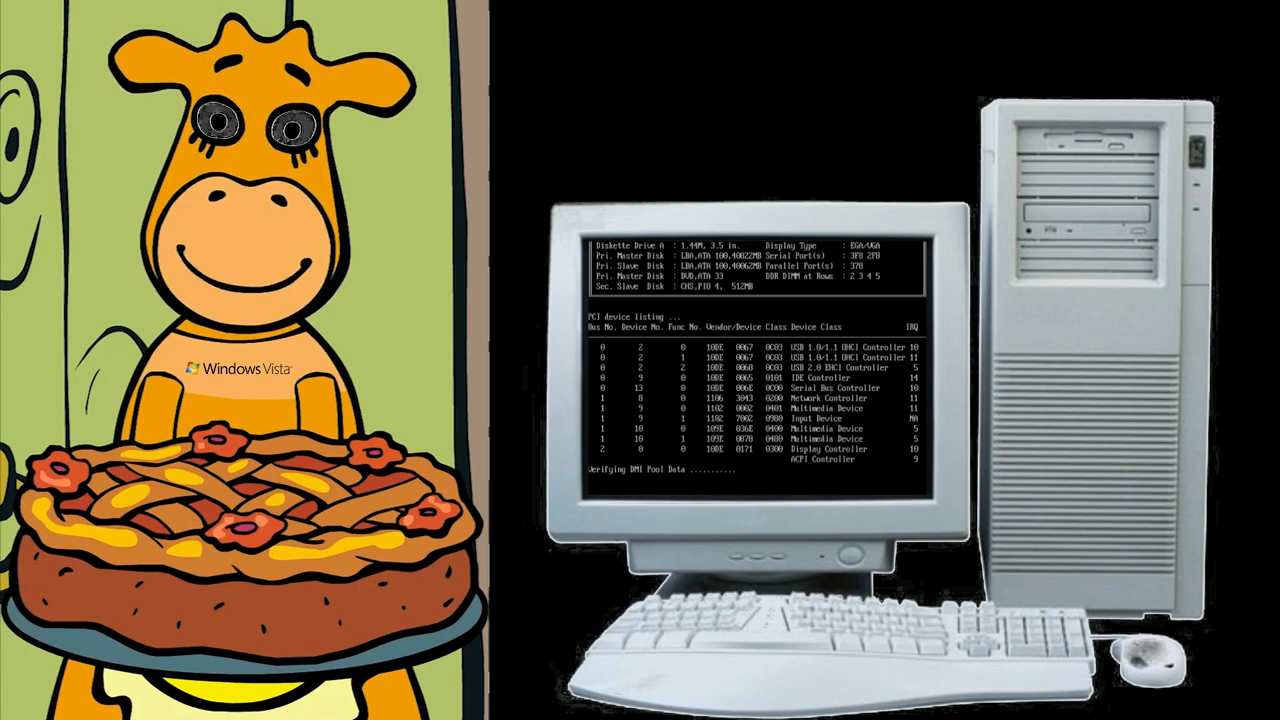 Windows Vista
Diskette Drive A : 1.44M, 3.5 in. Display Type : EGA/VGA
Pri. Master Disk : LBA,ATA 100,40822MB Serial Port(s) : 3F8 2F8
Pri. Slave Disk : LBA,ATA 100,40062MB Parallel Port(s) : 378
Pri. Master Disk : DVD,ATA 33 DDR DIMM at Rows : 2 3 4 5
Sec. Slave Disk : CHS,PIO 4, 512MB
PCI device listing ...
Bus No. Device No. Func No. Vendor/Device Class Device Class IRQ
0 2 0 10DE 0067 0C03 USB 1.0/1.1 OHCI Controller 10
0 2 1 10DE 0067 0C03 USB 1.0/1.1 OHCI Controller 11
0 2 2 10DE 0068 0C03 USB 2.0 EHCI Controller 5
0 9 0 10DE 0065 0101 IDE Controller 14
0 13 0 10DE 006E 0C00 Serial Bus Controller 10
1 8 0 1106 3043 0200 Network Controller 11
1 9 0 1102 0002 0401 Multimedia Device 11
1 9 1 1102 7002 0980 Input Device NA
1 10 0 109E 036E 0400 Multimedia Device 5
1 10 1 109E 0878 0480 Multimedia Device 5
2 0 0 10DE 0171 0300 Display Controller 10
ACPI Controller 9
Verifying DMI Pool Data ...........